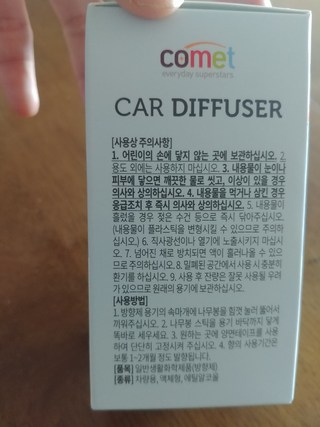 comet
everyday superstars
CAR DIFFUSER
[사용상 주의사항]
1. 어린이의 손에 닿지 않는 곳에 보관하십시오. 2.
용도 외에는 사용하지 마십시오. 3. 내용물이 눈이나
피부에 닿으면 깨끗한 물로 씻고, 이상이 있을 경우
의사와 상의하십시오. 4. 내용물을 먹거나 삼킨 경우
응급조치 후 즉시 의사와 상의하십시오. 5. 내용물이
흘렀을 경우 젖은 수건 등으로 즉시 닦아주십시오.
(내용물이 플라스틱을 변형시킬 수 있으므로 주의하
십시오.) 6. 직사광선이나 열기에 노출시키지 마십시
오. 7. 넘어진 채로 방치되면 액이 흘러나올 수 있으
므로 주의하십시오. 8. 밀폐된 공간에서 사용 시 충분히
환기를 하십시오. 9. 사용 후 잔량은 잘못 사용될 우려
가 있으므로 원래의 용기에 보관하십시오.
[사용방법]
1. 방향제 용기의 속마개에 나무봉을 힘껏 눌러 돌려서
끼워주십시오. 2. 나무봉 스틱을 용기 바닥까지 닿게
똑바로 세우세요. 3. 원하는 곳에 양면테이프를 사용
하여 단단히 고정시켜 주십시오. 4. 향의 사용기간은
보통 1~2개월 정도 발향됩니다.
[품목] 일반생활화학제품(방향제)
[종류] 차량용, 액체형, 에틸알코올